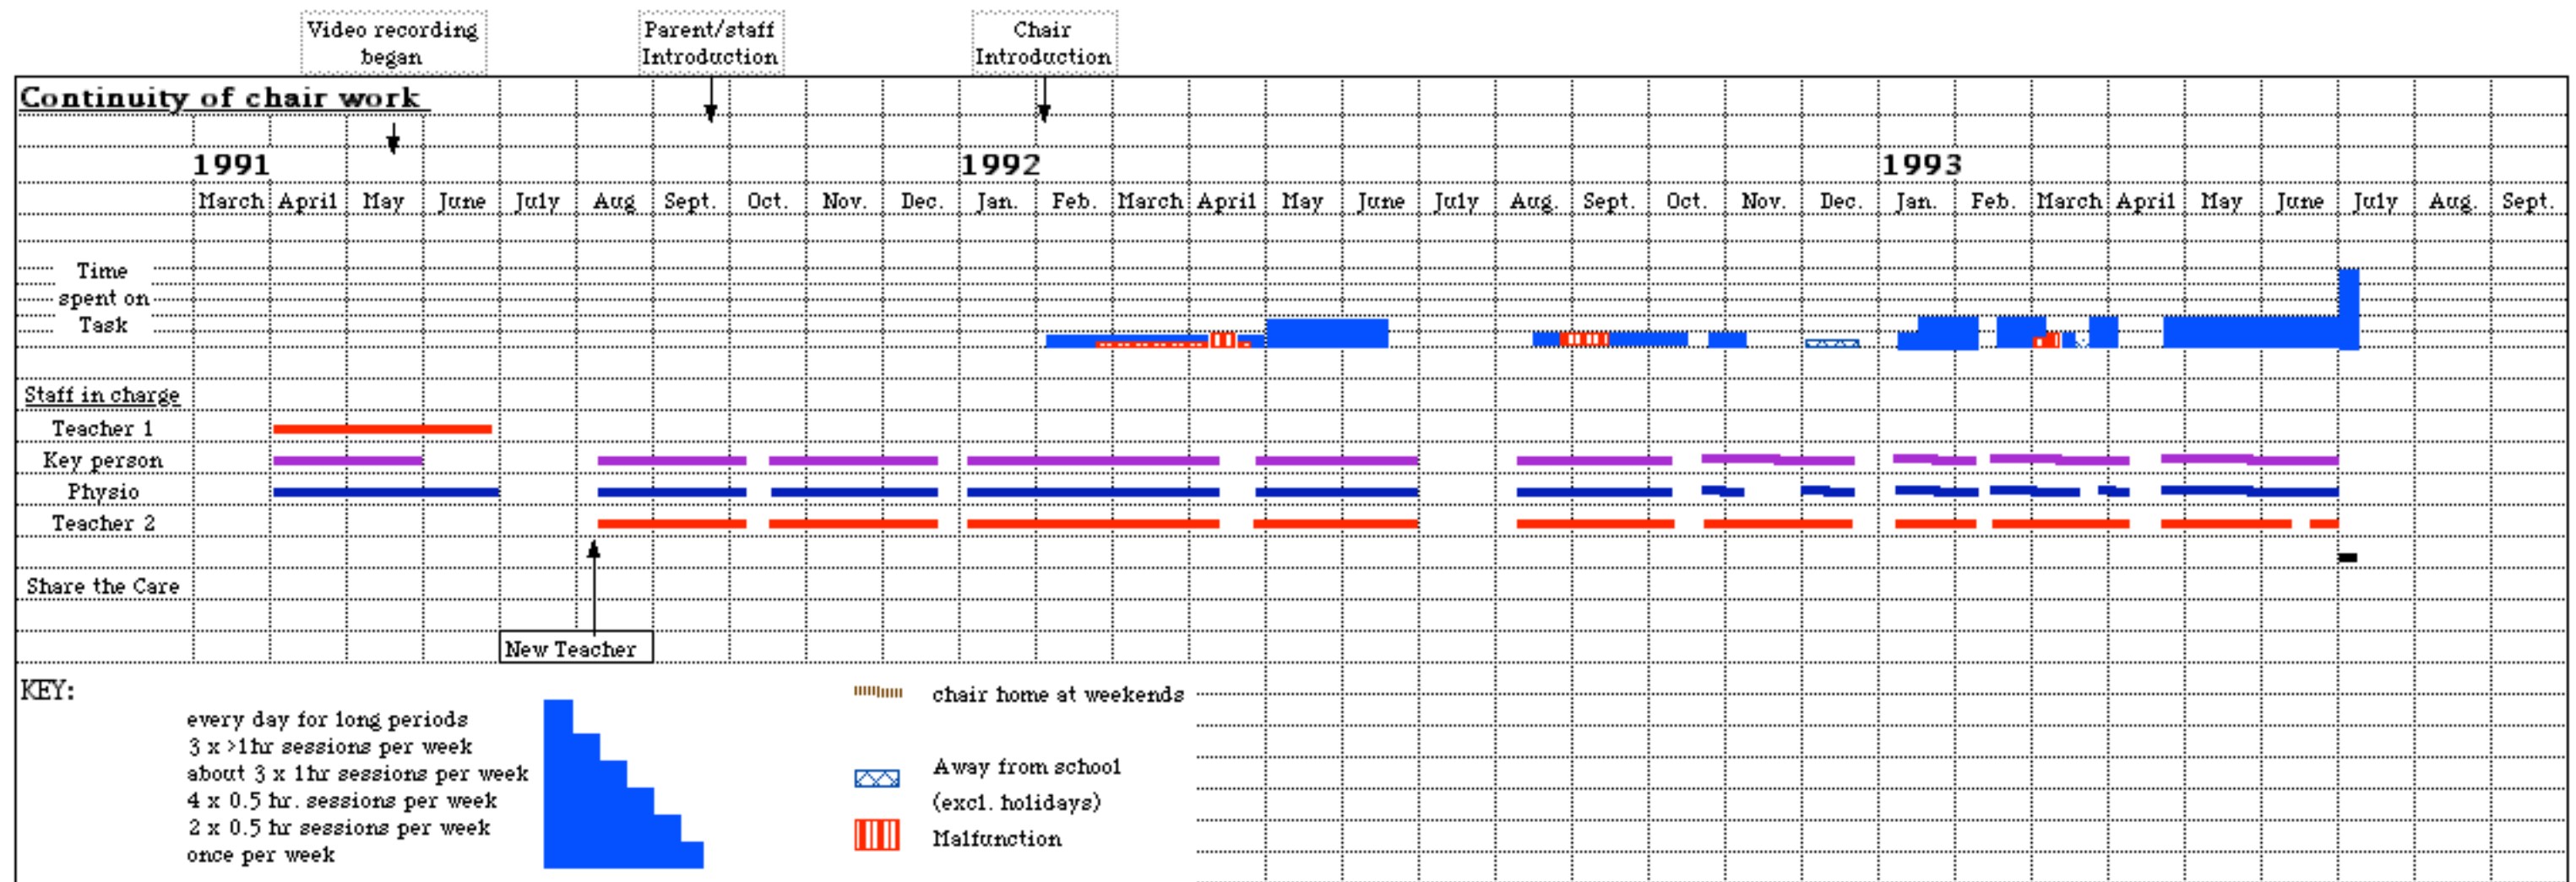 Video recording
began
Parent/staff
Introduction
Chair
Introduction
Continuity of chair work
1991 1992 1993
March April May June July Aug Sept. Oct. Nov. Dec. Jan. Feb. March April May June July Aug. Sept. Oct. Nov. Dec. Jan. Feb. March April May June July Aug. Sept.
Time
spent on
Task
Staff in charge
Teacher 1
Key person
Physio
Teacher 2
Share the Care
New Teacher
KEY:
every day for long periods
3 x >1hr sessions per week
about 3 x 1hr sessions per week
4 x 0.5 hr. sessions per week
2 x 0.5 hr sessions per week
once per week
chair home at weekends
Away from school
(excl. holidays)
Malfunction